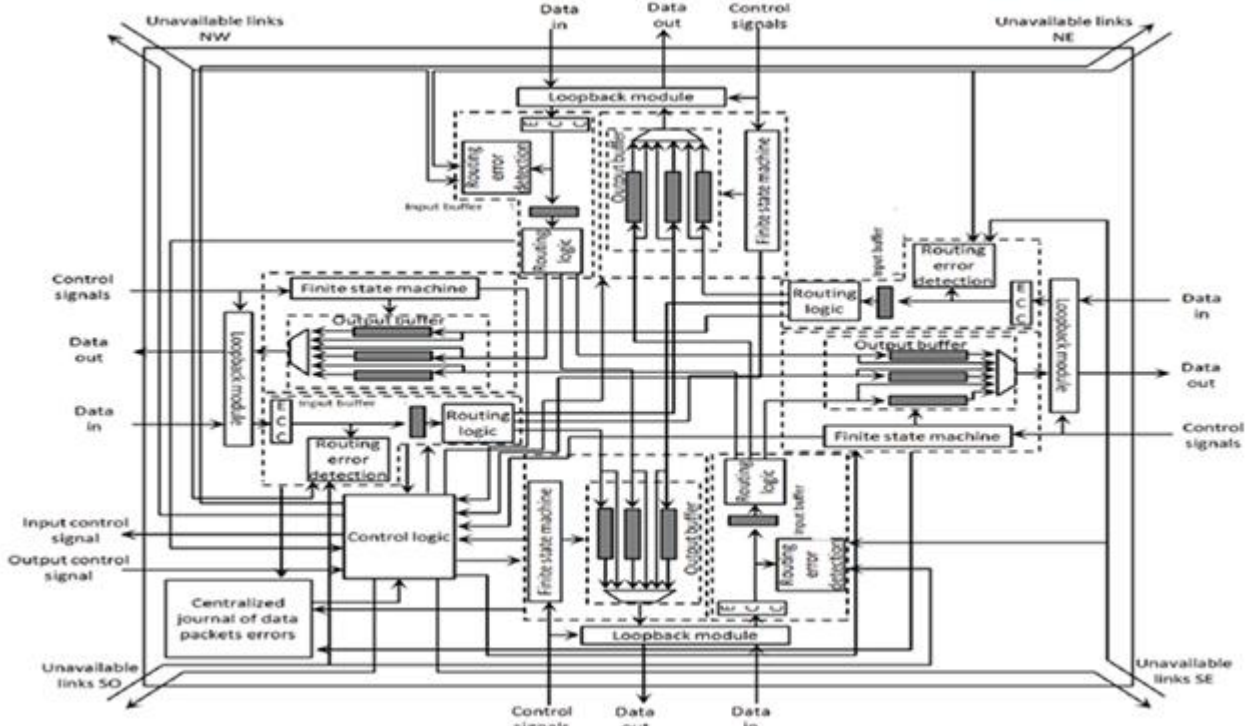 Unavailable links
NW
Data
in
Data
out
Control
signals
Unavailable links
NE
Loopback module
E C C
Routing
error
detection
Input buffer
Routing
logic
Output buffer
Finite state machine
Input buffer
Routing
error
detection
Routing
logic
E
C
C
Loopback module
Data
in
Control
signals
Finite state machine
Output buffer
Data
out
Loopback module
Output buffer
Data
out
Data
in
E
C
C
Input buffer
Routing
logic
Routing
error
detection
Finite state machine
Control
signals
Input control
signal
Output control
signal
Control logic
Finite state machine
Output buffer
Routing
logic
Input buffer
Routing
error
detection
E C C
Centralized
journal of data
packets errors
Loopback module
Unavailable
links SO
Unavailable
links SE
Control
signals
Data
out
Data
in